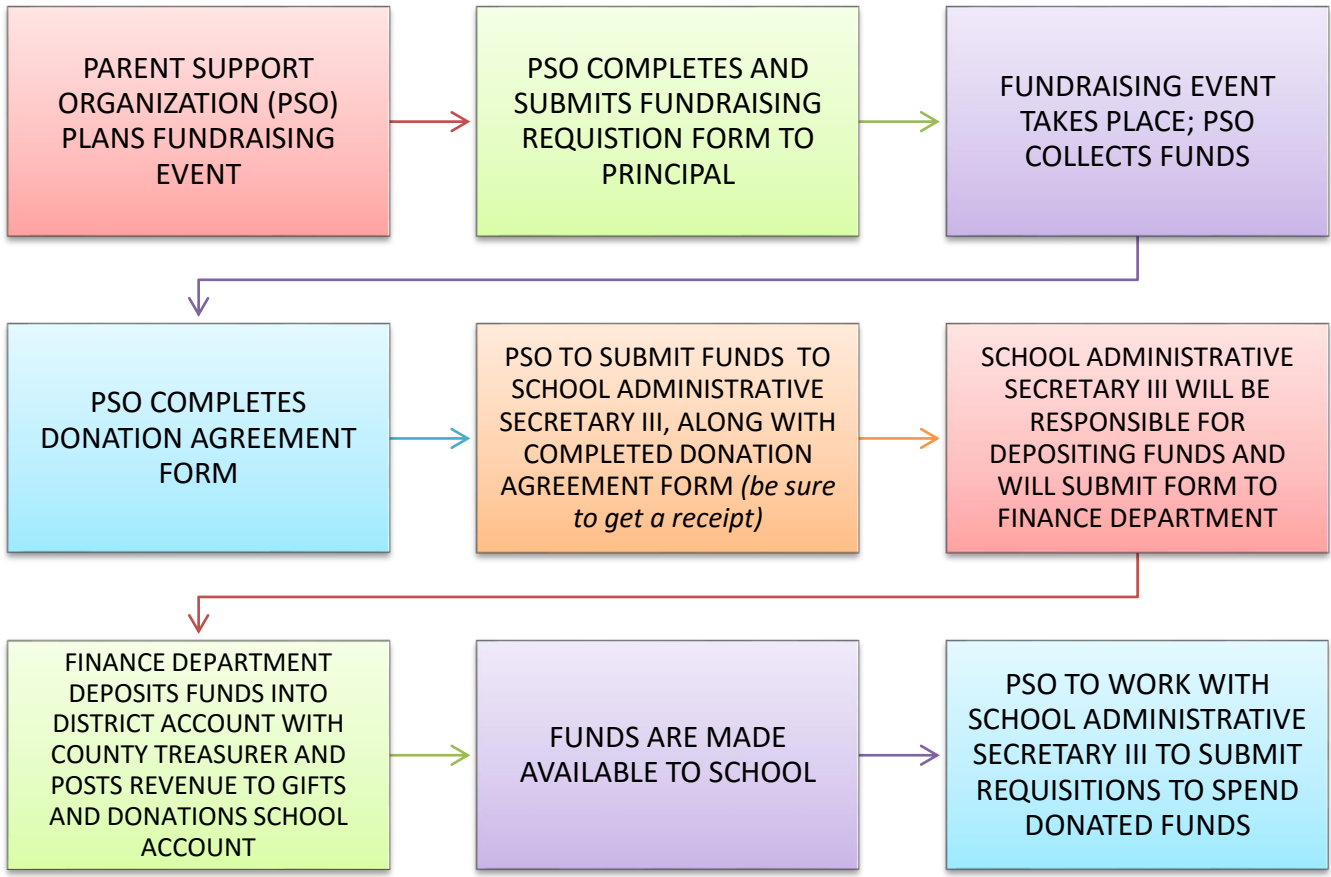 PARENT SUPPORT
ORGANIZATION (PSO)
PLANS FUNDRAISING
EVENT
PSO COMPLETES AND
SUBMITS FUNDRAISING
REQUISTION FORM TO
PRINCIPAL
FUNDRAISING EVENT
TAKES PLACE; PSO
COLLECTS FUNDS
PSO COMPLETES
DONATION AGREEMENT
FORM
PSO TO SUBMIT FUNDS TO
SCHOOL ADMINISTRATIVE
SECRETARY III, ALONG WITH
COMPLETED DONATION
AGREEMENT FORM (be sure
to get a receipt)
SCHOOL ADMINISTRATIVE
SECRETARY III WILL BE
RESPONSIBLE FOR
DEPOSITING FUNDS AND
WILL SUBMIT FORM TO
FINANCE DEPARTMENT
FINANCE DEPARTMENT
DEPOSITS FUNDS INTO
DISTRICT ACCOUNT WITH
COUNTY TREASURER AND
POSTS REVENUE TO GIFTS
AND DONATIONS SCHOOL
ACCOUNT
FUNDS ARE MADE
AVAILABLE TO SCHOOL
PSO TO WORK WITH
SCHOOL ADMINISTRATIVE
SECRETARY III TO SUBMIT
REQUISITIONS TO SPEND
DONATED FUNDS